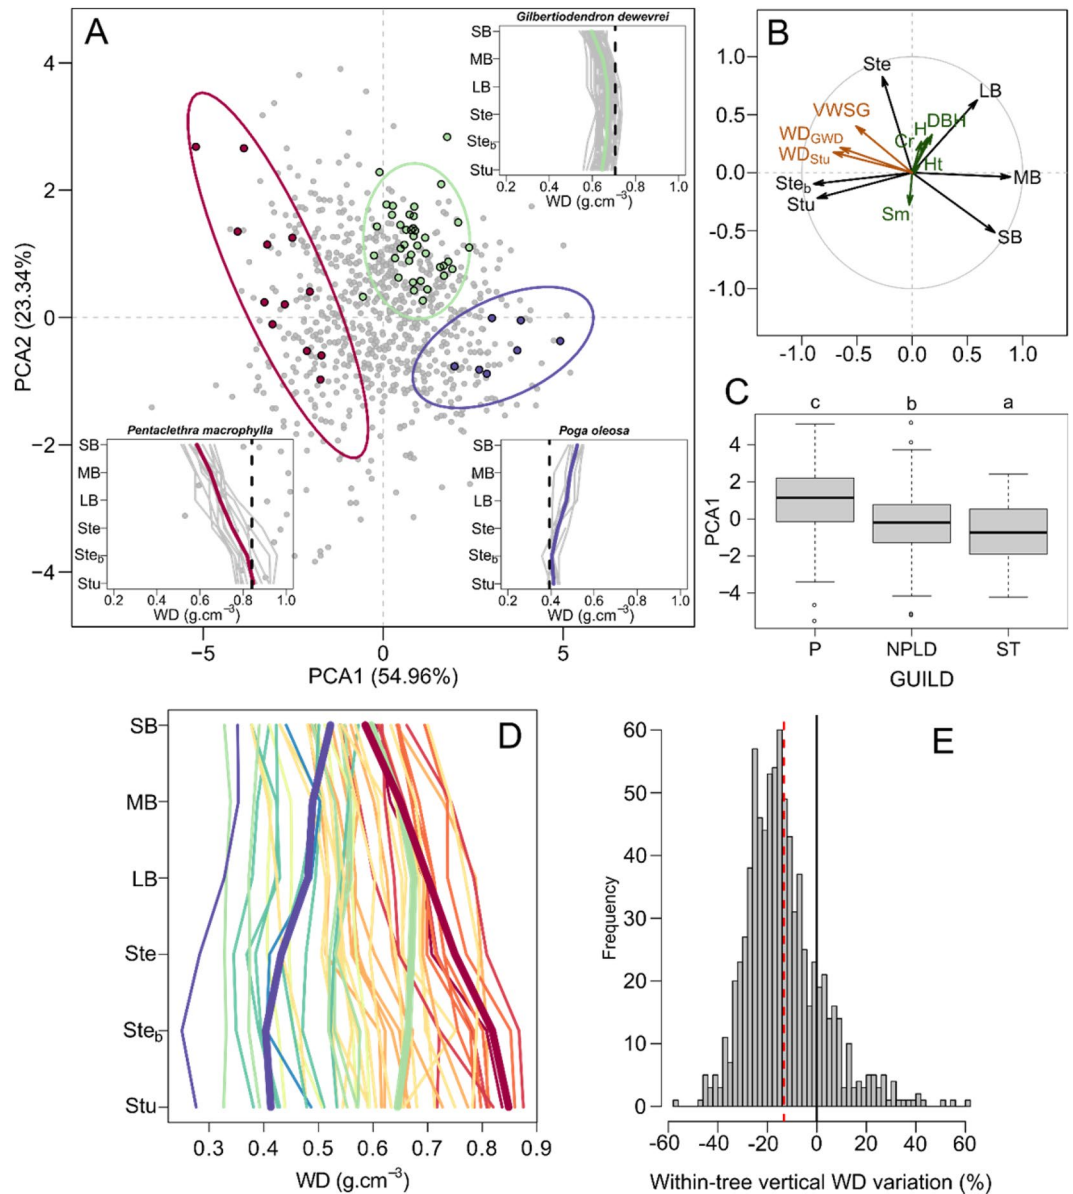 A
Gilbertiodendron dewevrei
SB
MB
LB
Ste
Ste_b
Stu
0.2 0.4 0.6 0.8 1.0
WD (g.cm⁻³)
4
2
0
−2
−4
PCA2 (23.34%)
Pentaclethra macrophylla
SB
MB
LB
Ste
Ste_b
Stu
0.2 0.4 0.6 0.8 1.0
WD (g.cm⁻³)
Poga oleosa
SB
MB
LB
Ste
Ste_b
Stu
0.2 0.4 0.6 0.8 1.0
WD (g.cm⁻³)
−5 0 5
PCA1 (54.96%)
B
1.0
0.5
0.0
-0.5
-1.0
Ste
LB
VWSG
H
DBH
Cr
WD_GWD
WD_Stu
Ht
MB
Ste_b
Stu
Sm
SB
-1.0 -0.5 0.0 0.5 1.0
C
c b a
4
2
0
−2
−4
PCA1
P NPLD ST
GUILD
D
SB
MB
LB
Ste
Ste_b
Stu
0.3 0.4 0.5 0.6 0.7 0.8 0.9
WD (g.cm⁻³)
E
60
50
40
30
20
10
0
Frequency
-60 -40 -20 0 20 40 60
Within-tree vertical WD variation (%)